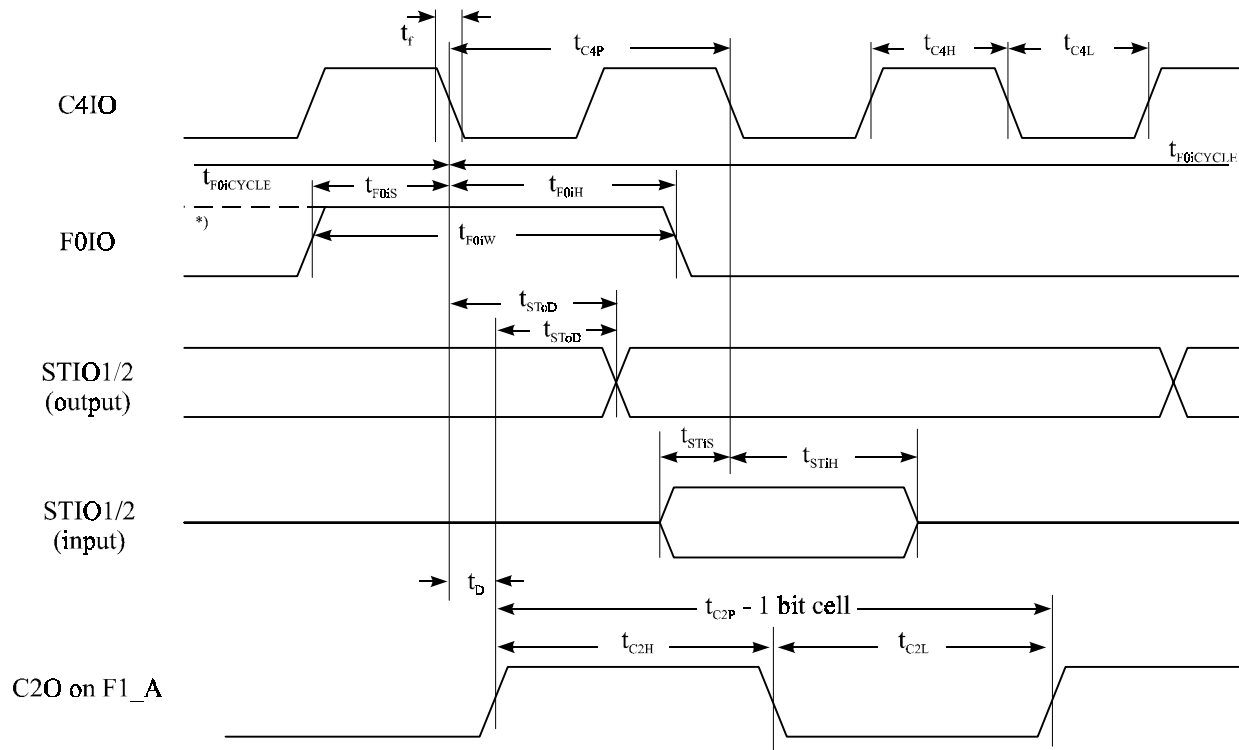 t_f
t_C4P
t_C4H
t_C4L
C4IO
t_F0iCYCLE
t_F0iCYCLE
t_F0iS
t_F0iH
*)
F0IO
t_F0iW
t_SToD
t_SToD
STIO1/2
(output)
t_STiS
t_STiH
STIO1/2
(input)
t_D
t_C2P - 1 bit cell
t_C2H
t_C2L
C2O on F1_A